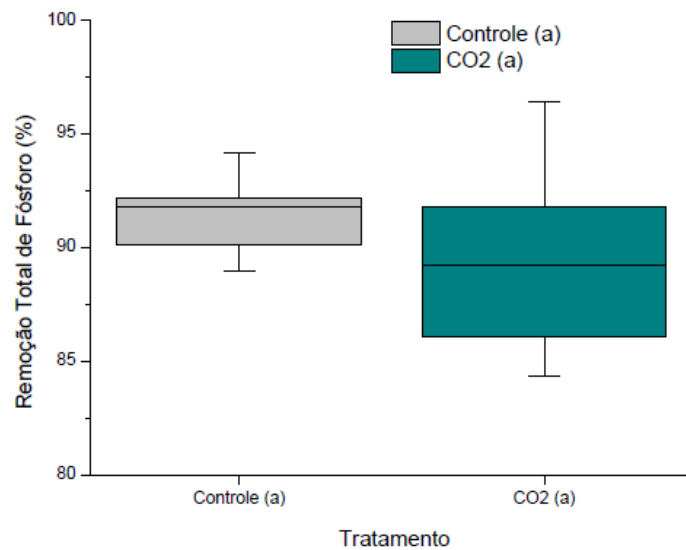 Controle (a)
CO2 (a)
Remoção Total de Fósforo (%)
100
95
90
85
80
Controle (a)
CO2 (a)
Tratamento